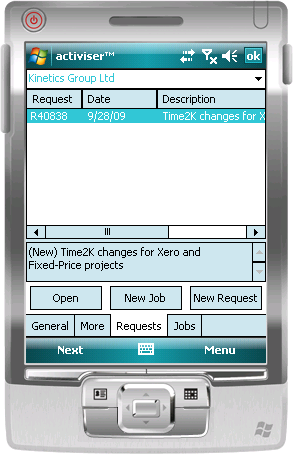 activiser™ ok
Kinetics Group Ltd
Request Date Description
R40838 9/28/09 Time2K changes for X
(New) Time2K changes for Xero and
Fixed-Price projects
Open New Job New Request
General More Requests Jobs
Next Menu